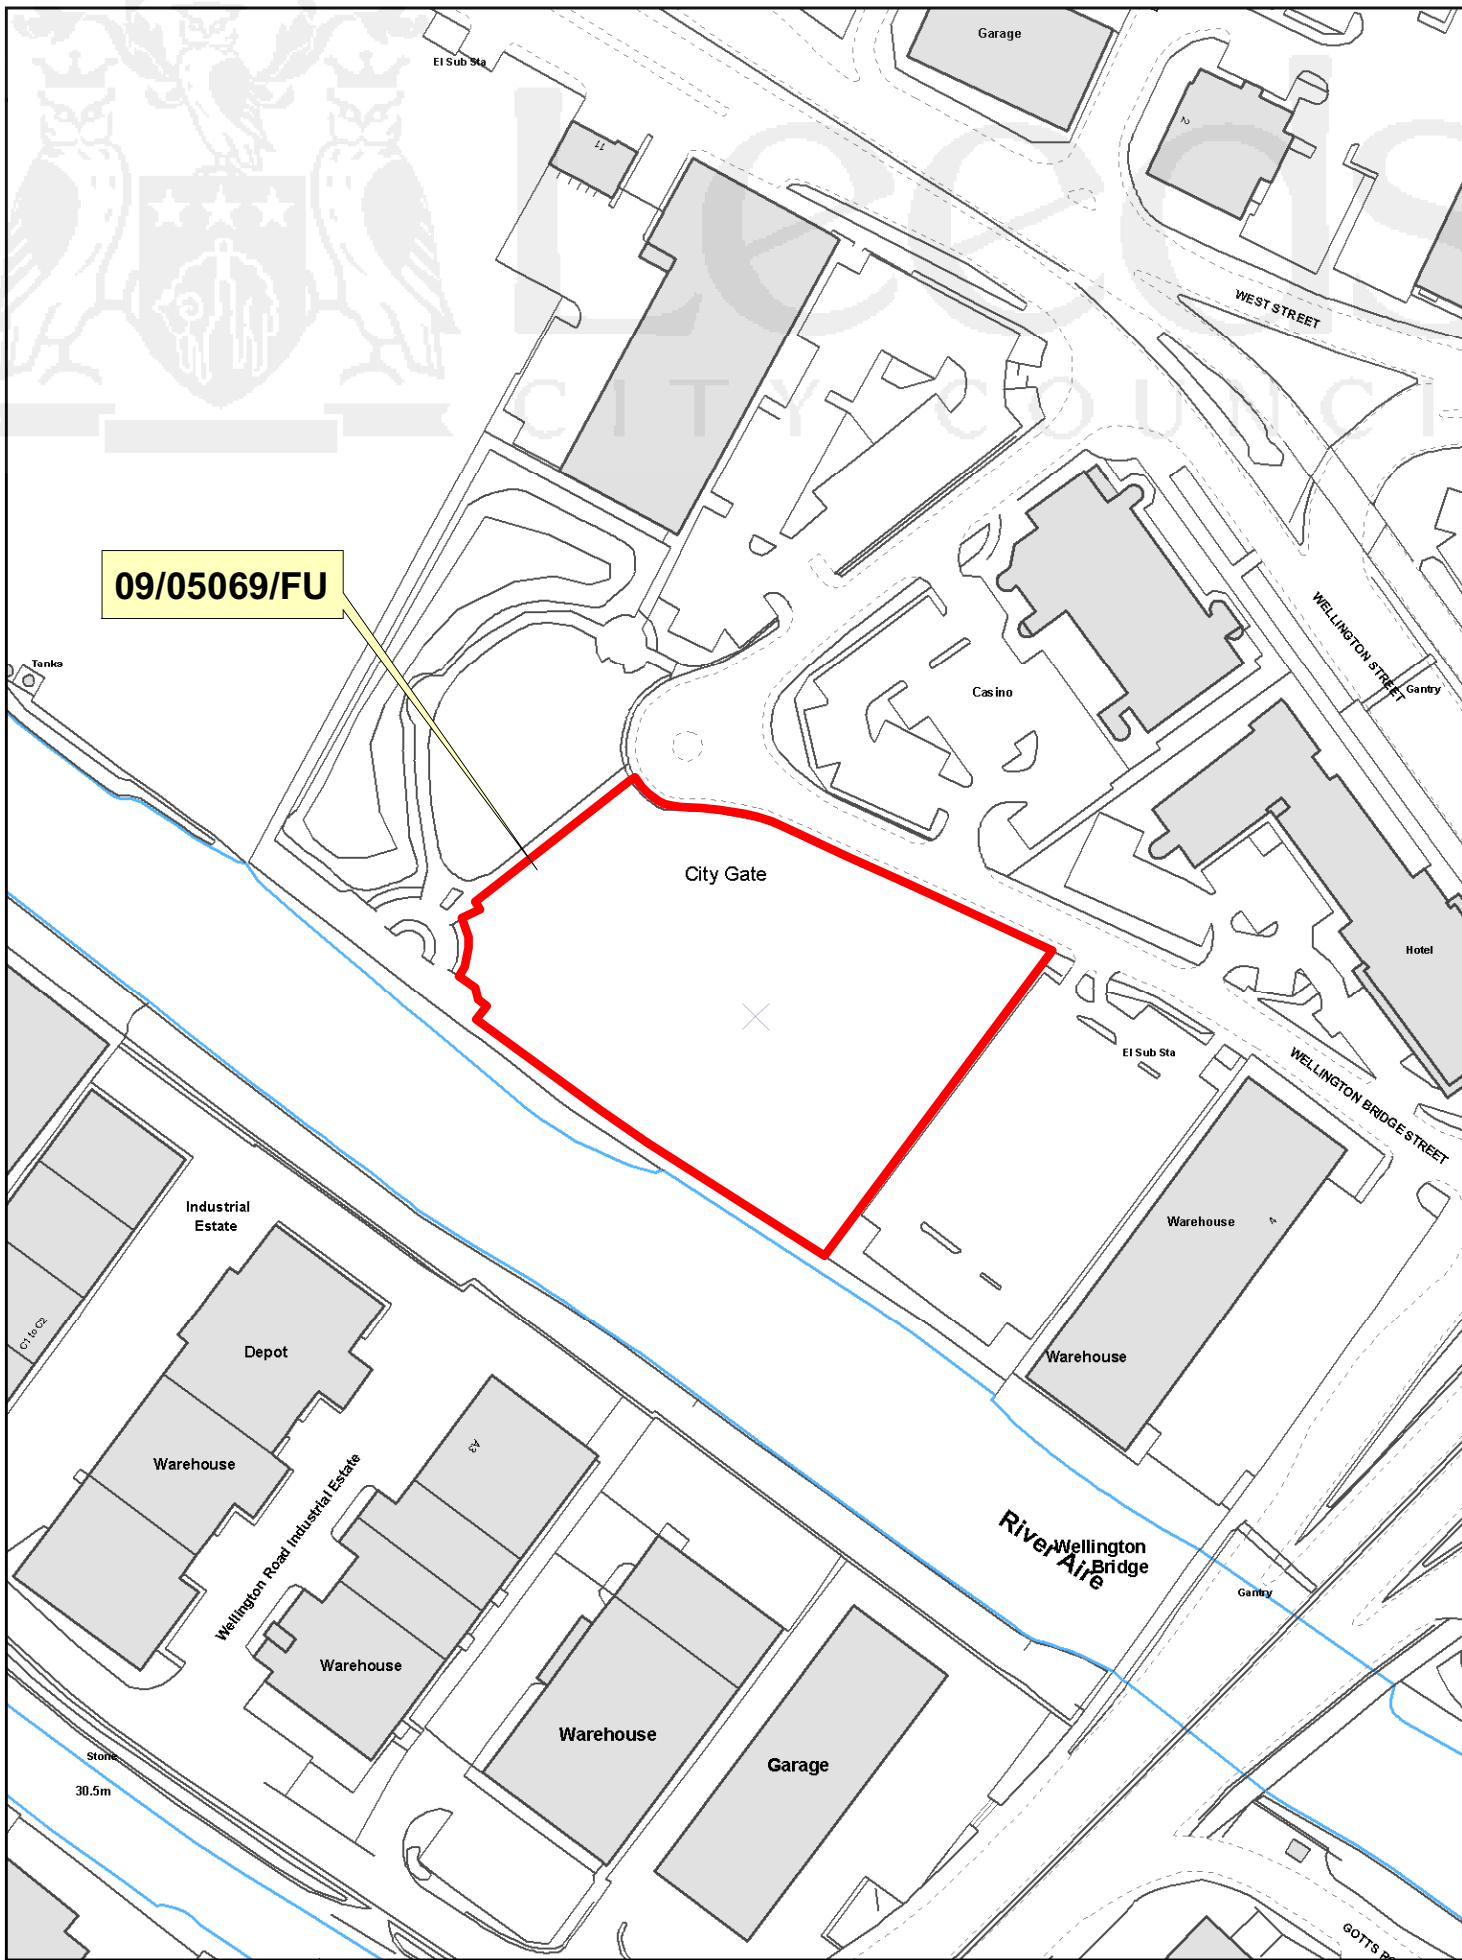 Leeds
CITY COUNCI
Garage
El Sub Sta
11
2
WEST STREET
09/05069/FU
WELLINGTON STREET
Gantry
Tanks
Casino
City Gate
Hotel
El Sub Sta
WELLINGTON BRIDGE STREET
Industrial
Estate
Warehouse
4
C1 to C2
Depot
Warehouse
A3
Warehouse
Wellington Road Industrial Estate
River Aire
Wellington
Bridge
Gantry
Warehouse
Warehouse
Garage
Stone
30.5m
GOTTS